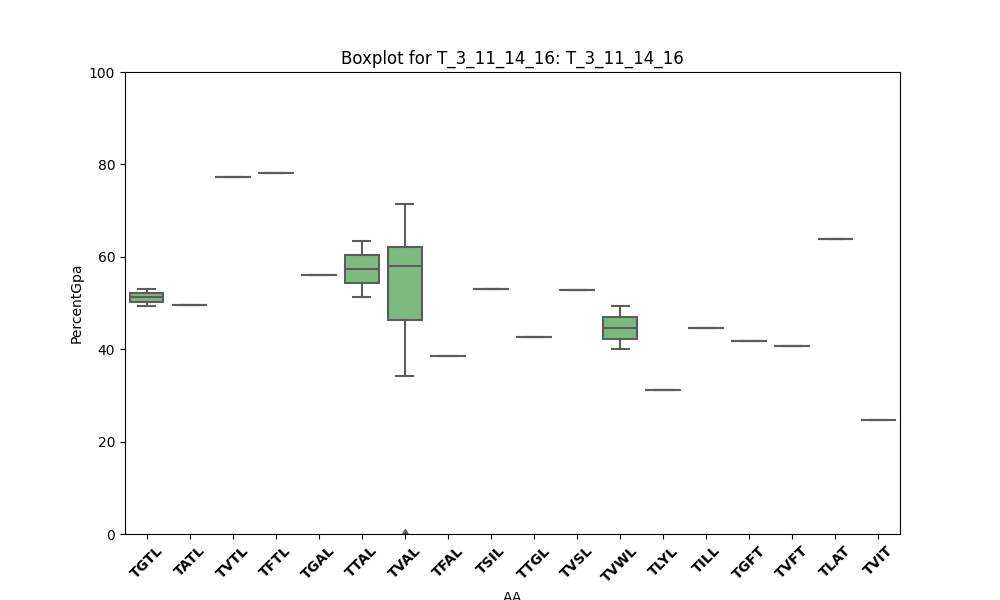 Boxplot for T_3_11_14_16: T_3_11_14_16
100
80
60
40
20
0
PercentGpa
TGTL
TATL
TVTL
TFTL
TGAL
TTAL
TVAL
TFAL
TSIL
TTGL
TVSL
TVWL
TLYL
TILL
TGFT
TVFT
TLAT
TVIT
AA